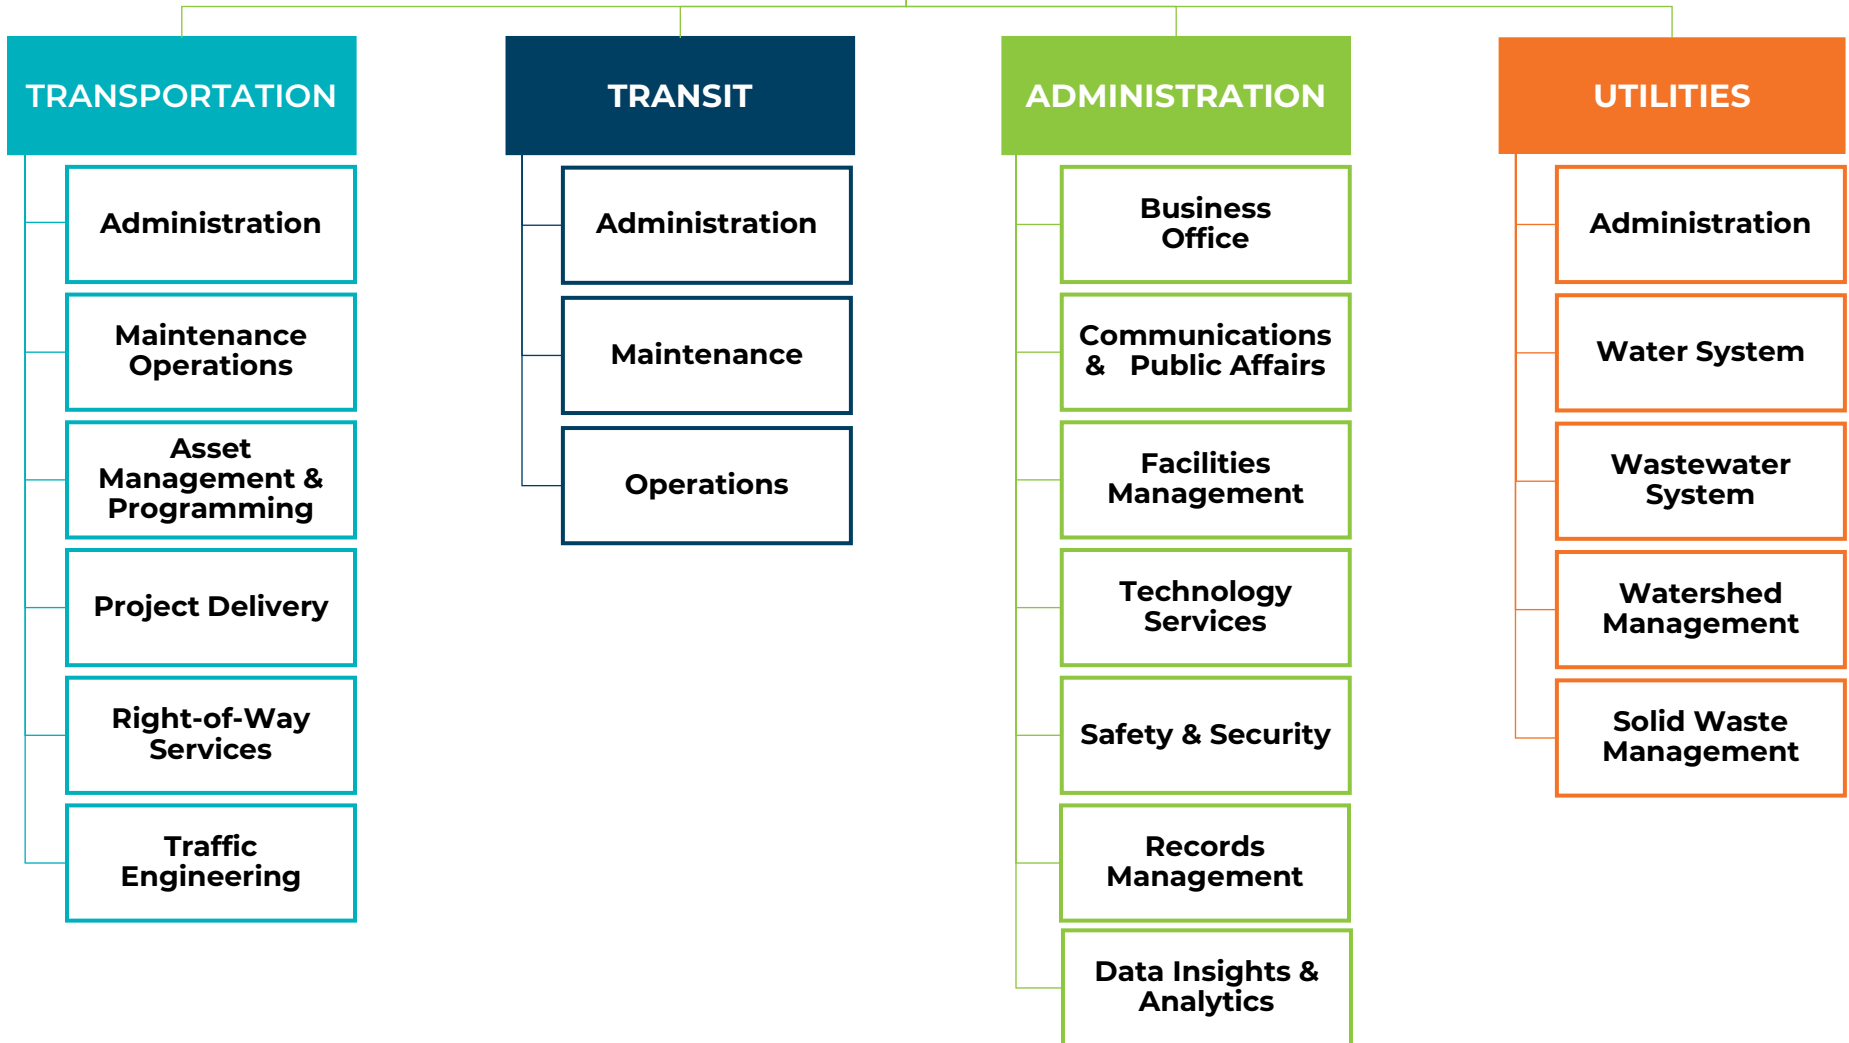 TRANSPORTATION
Administration
Maintenance
Operations
Asset
Management &
Programming
Project Delivery
Right-of-Way
Services
Traffic
Engineering
TRANSIT
Administration
Maintenance
Operations
ADMINISTRATION
Business
Office
Communications
& Public Affairs
Facilities
Management
Technology
Services
Safety & Security
Records
Management
Data Insights &
Analytics
UTILITIES
Administration
Water System
Wastewater
System
Watershed
Management
Solid Waste
Management